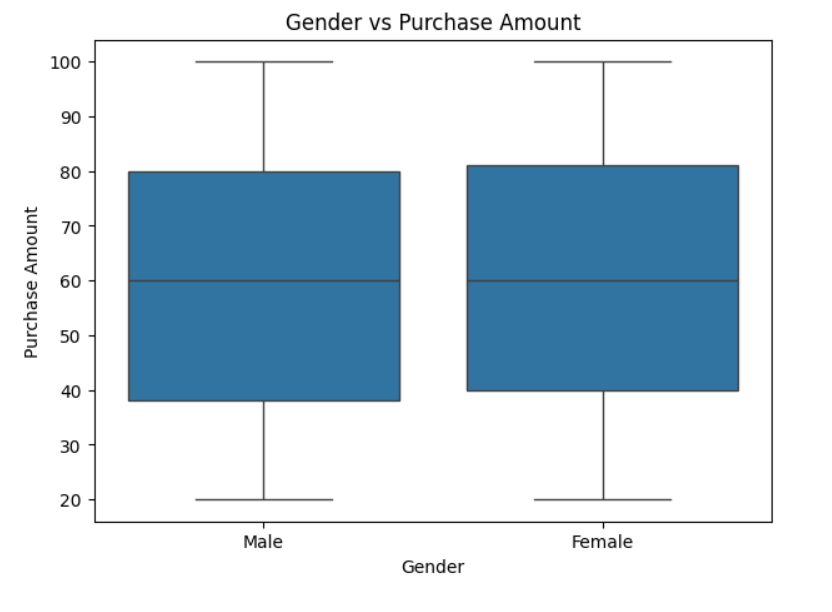 Gender vs Purchase Amount
100
90
80
70
60
50
40
30
20
Purchase Amount
Male Female
Gender